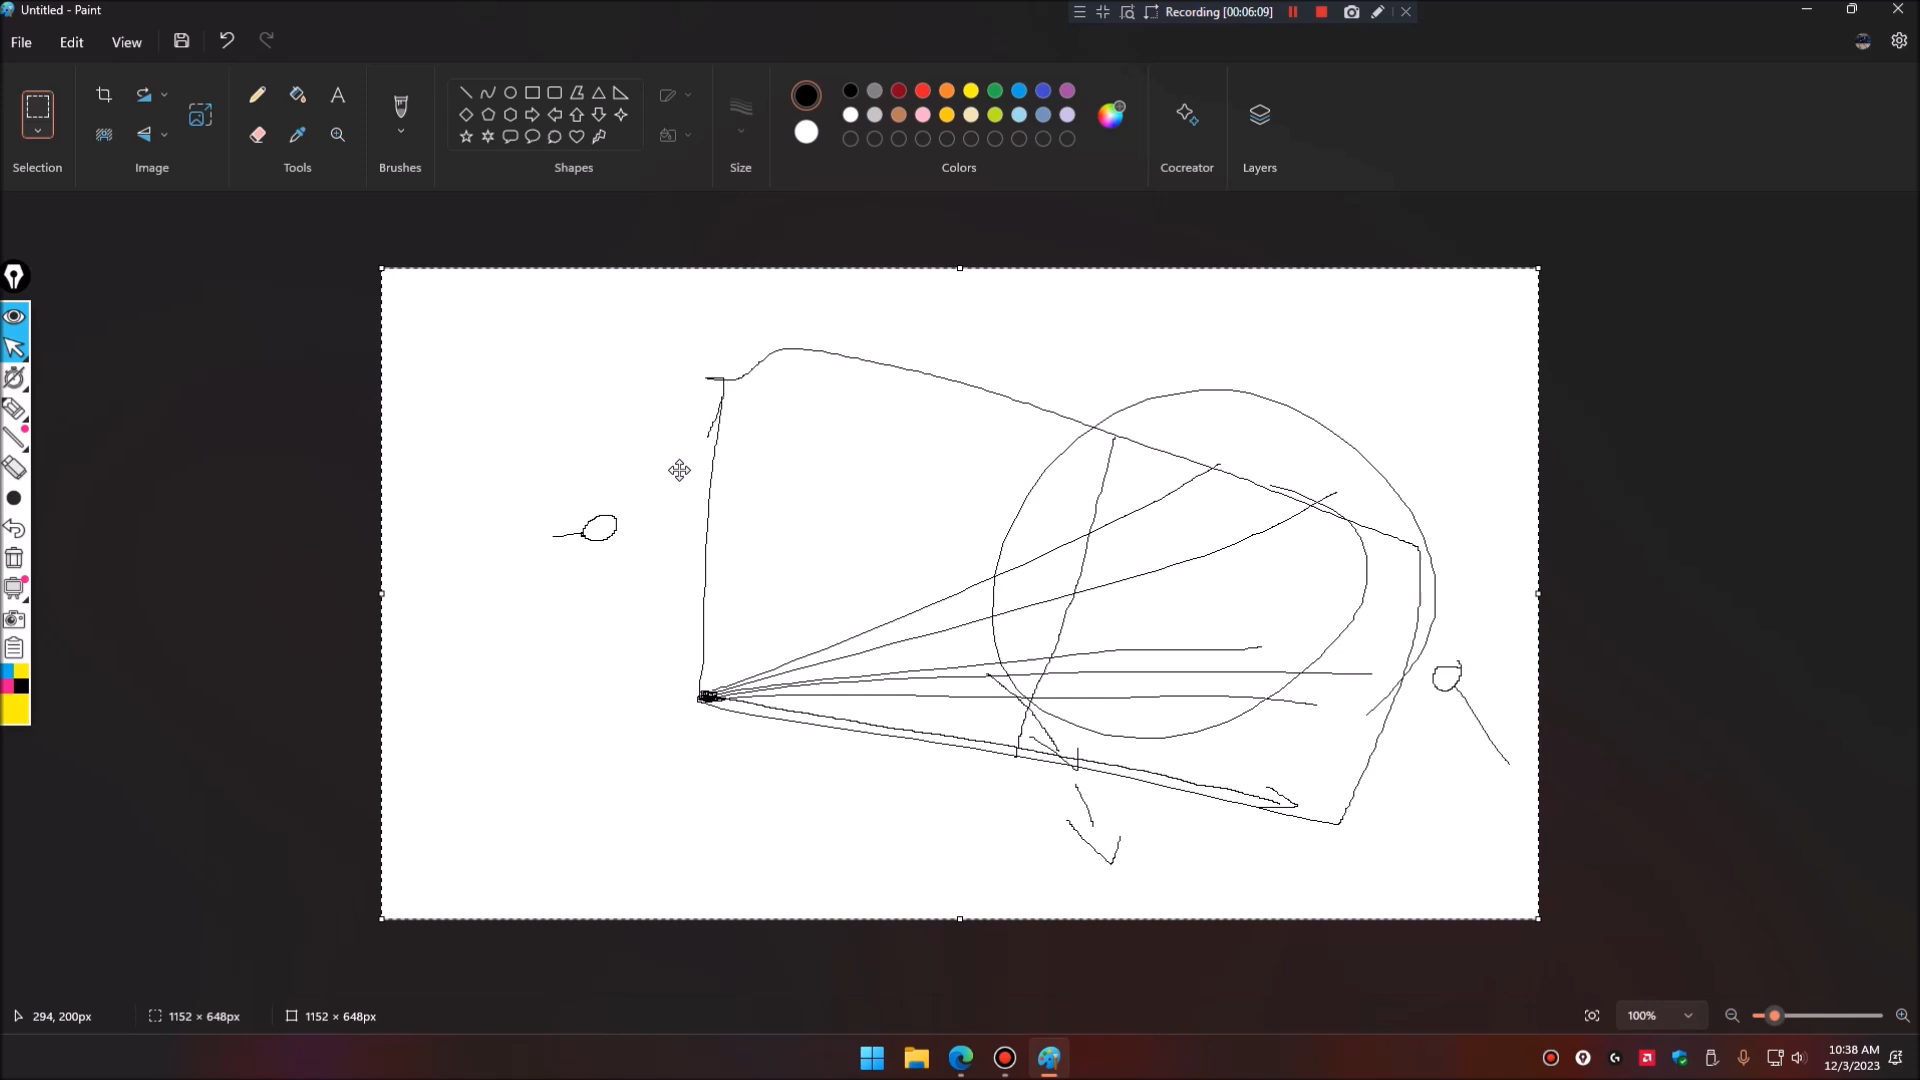 Untitled - Paint
Recording [00:06:09]
File Edit View
Selection Image Tools Brushes Shapes Size Colors Cocreator Layers
294, 200px 1152 × 648px 1152 × 648px 100%
10:38 AM
12/3/2023